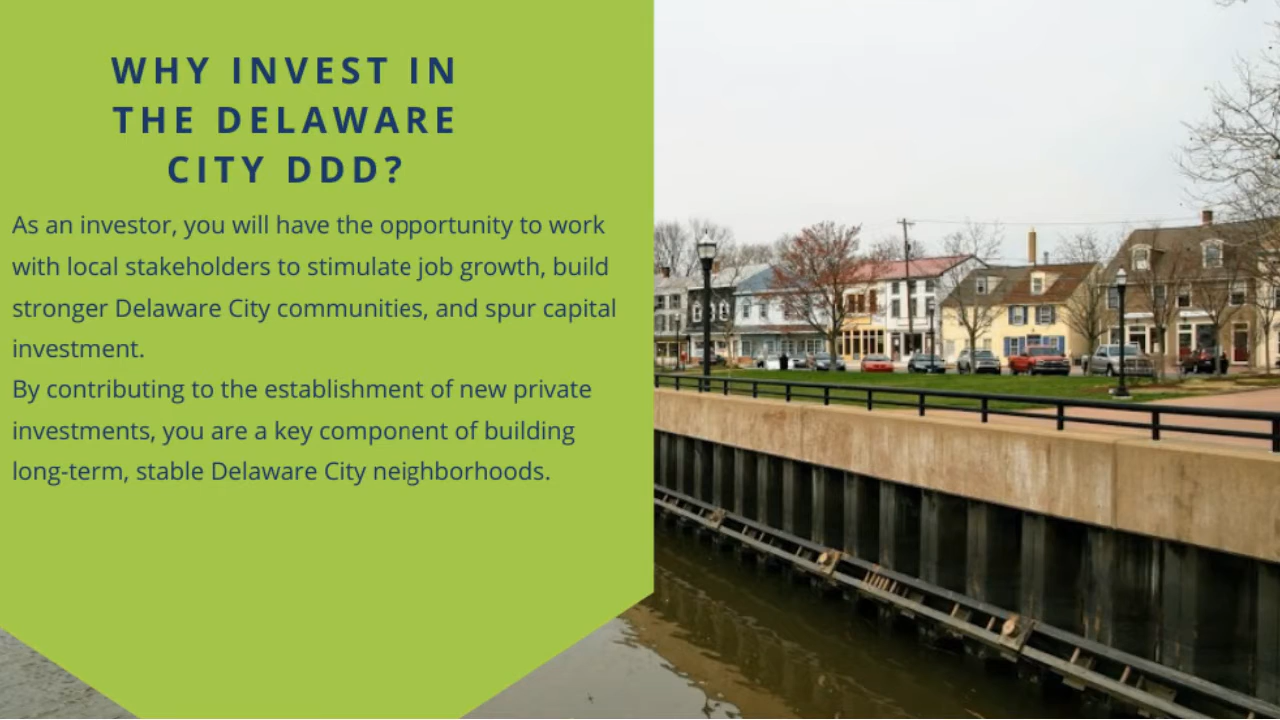 WHY INVEST IN
THE DELAWARE
CITY DDD?
As an investor, you will have the opportunity to work
with local stakeholders to stimulate job growth, build
stronger Delaware City communities, and spur capital
investment.
By contributing to the establishment of new private
investments, you are a key component of building
long-term, stable Delaware City neighborhoods.